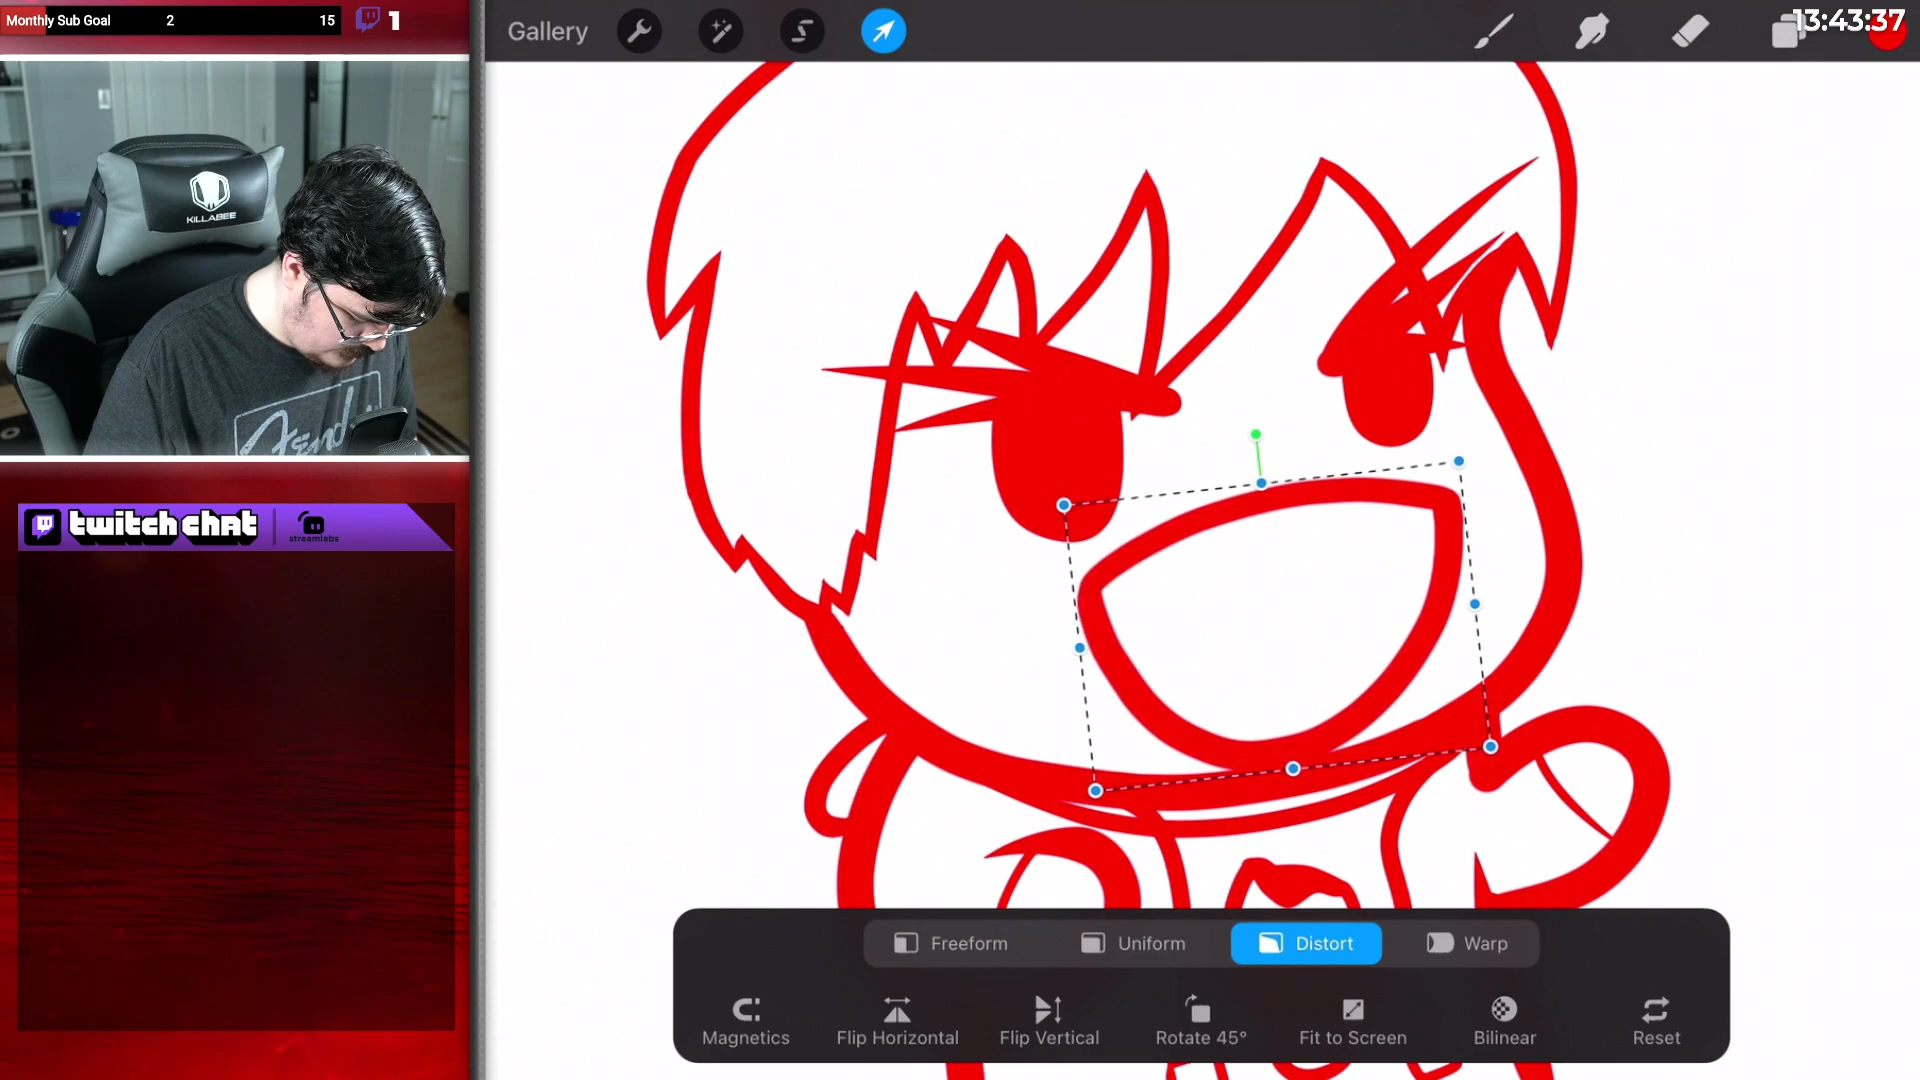 Monthly Sub Goal 2 15 1
Gallery
13:43:37
KILLABEE
Fend
twitch chat
streamlabs
Freeform Uniform Distort Warp
Magnetics Flip Horizontal Flip Vertical Rotate 45° Fit to Screen Bilinear Reset